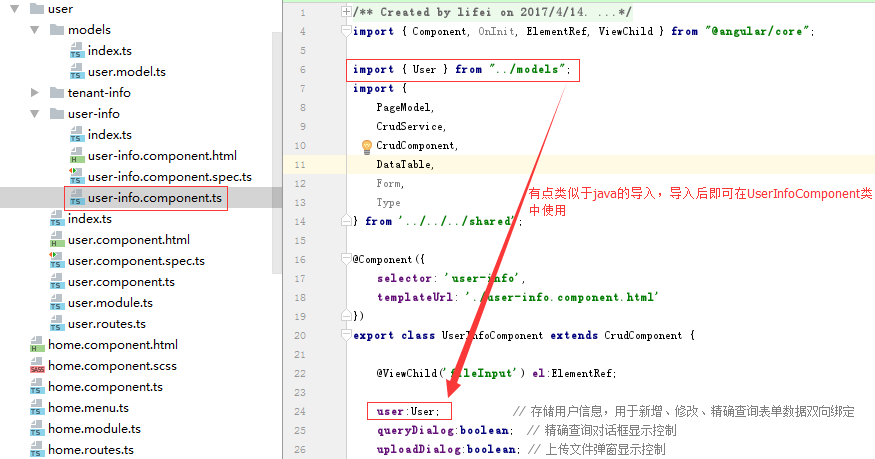 user
models
index.ts
user.model.ts
tenant-info
user-info
index.ts
user-info.component.html
user-info.component.spec.ts
user-info.component.ts
index.ts
user.component.html
user.component.spec.ts
user.component.ts
user.module.ts
user.routes.ts
home.component.html
home.component.scss
home.component.ts
home.menu.ts
home.module.ts
home.routes.ts
1 /** Created by lifei on 2017/4/14. ...*/
4 import { Component, OnInit, ElementRef, ViewChild } from "@angular/core";
5
6 import { User } from "../models";
7 import {
8 PageModel,
9 CrudService,
10 CrudComponent,
11 DataTable,
12 Form,
13 Type
14 } from '../../../shared';
15
16 @Component({
17 selector: 'user-info',
18 templateUrl: './user-info.component.html'
19 })
20 export class UserInfoComponent extends CrudComponent {
21
22 @ViewChild('fileInput') el:ElementRef;
23
24 user:User; // 存储用户信息，用于新增、修改、精确查询表单数据双向绑定
25 queryDialog:boolean; // 精确查询对话框显示控制
26 uploadDialog:boolean; // 上传文件弹窗显示控制
有点类似于java的导入，导入后即可在UserInfoComponent类
中使用